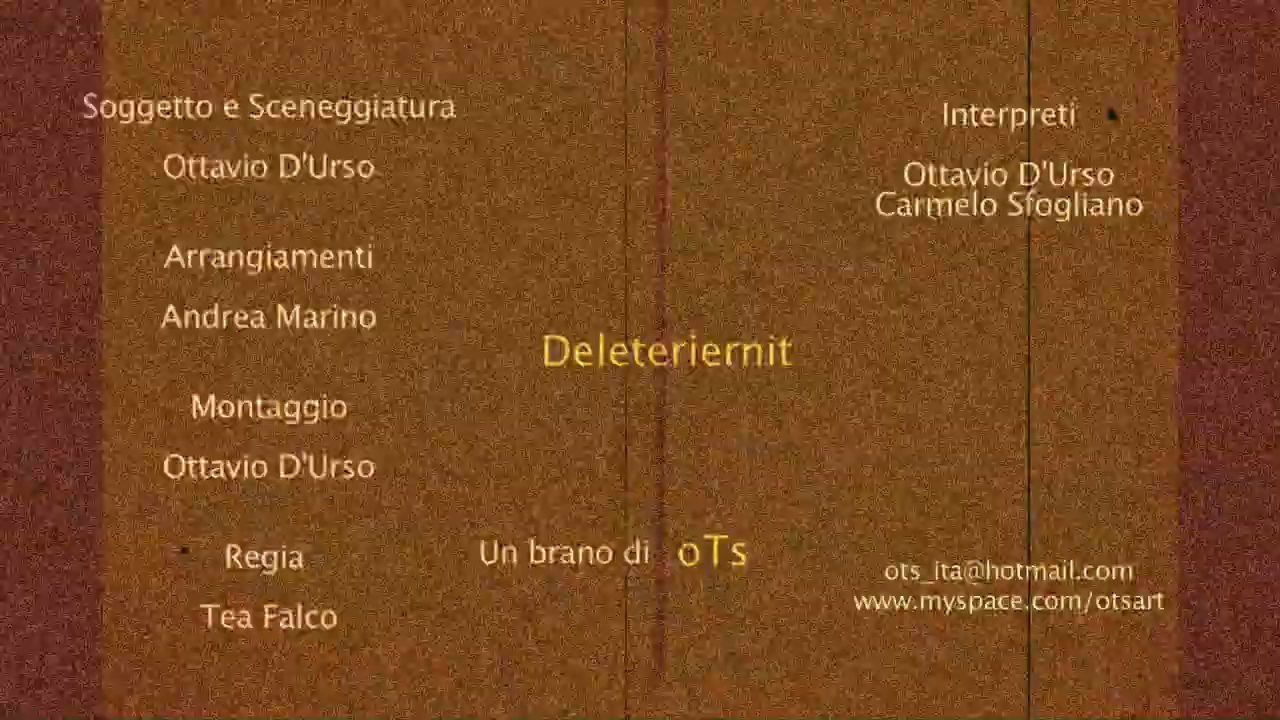 Soggetto e Sceneggiatura
Ottavio D'Urso
Arrangiamenti
Andrea Marino
Montaggio
Ottavio D'Urso
Regia
Tea Falco
Deleteriernit
Un brano di oTs
Interpreti
Ottavio D'Urso
Carmelo Sfogliano
ots_ita@hotmail.com
www.myspace.com/otsart